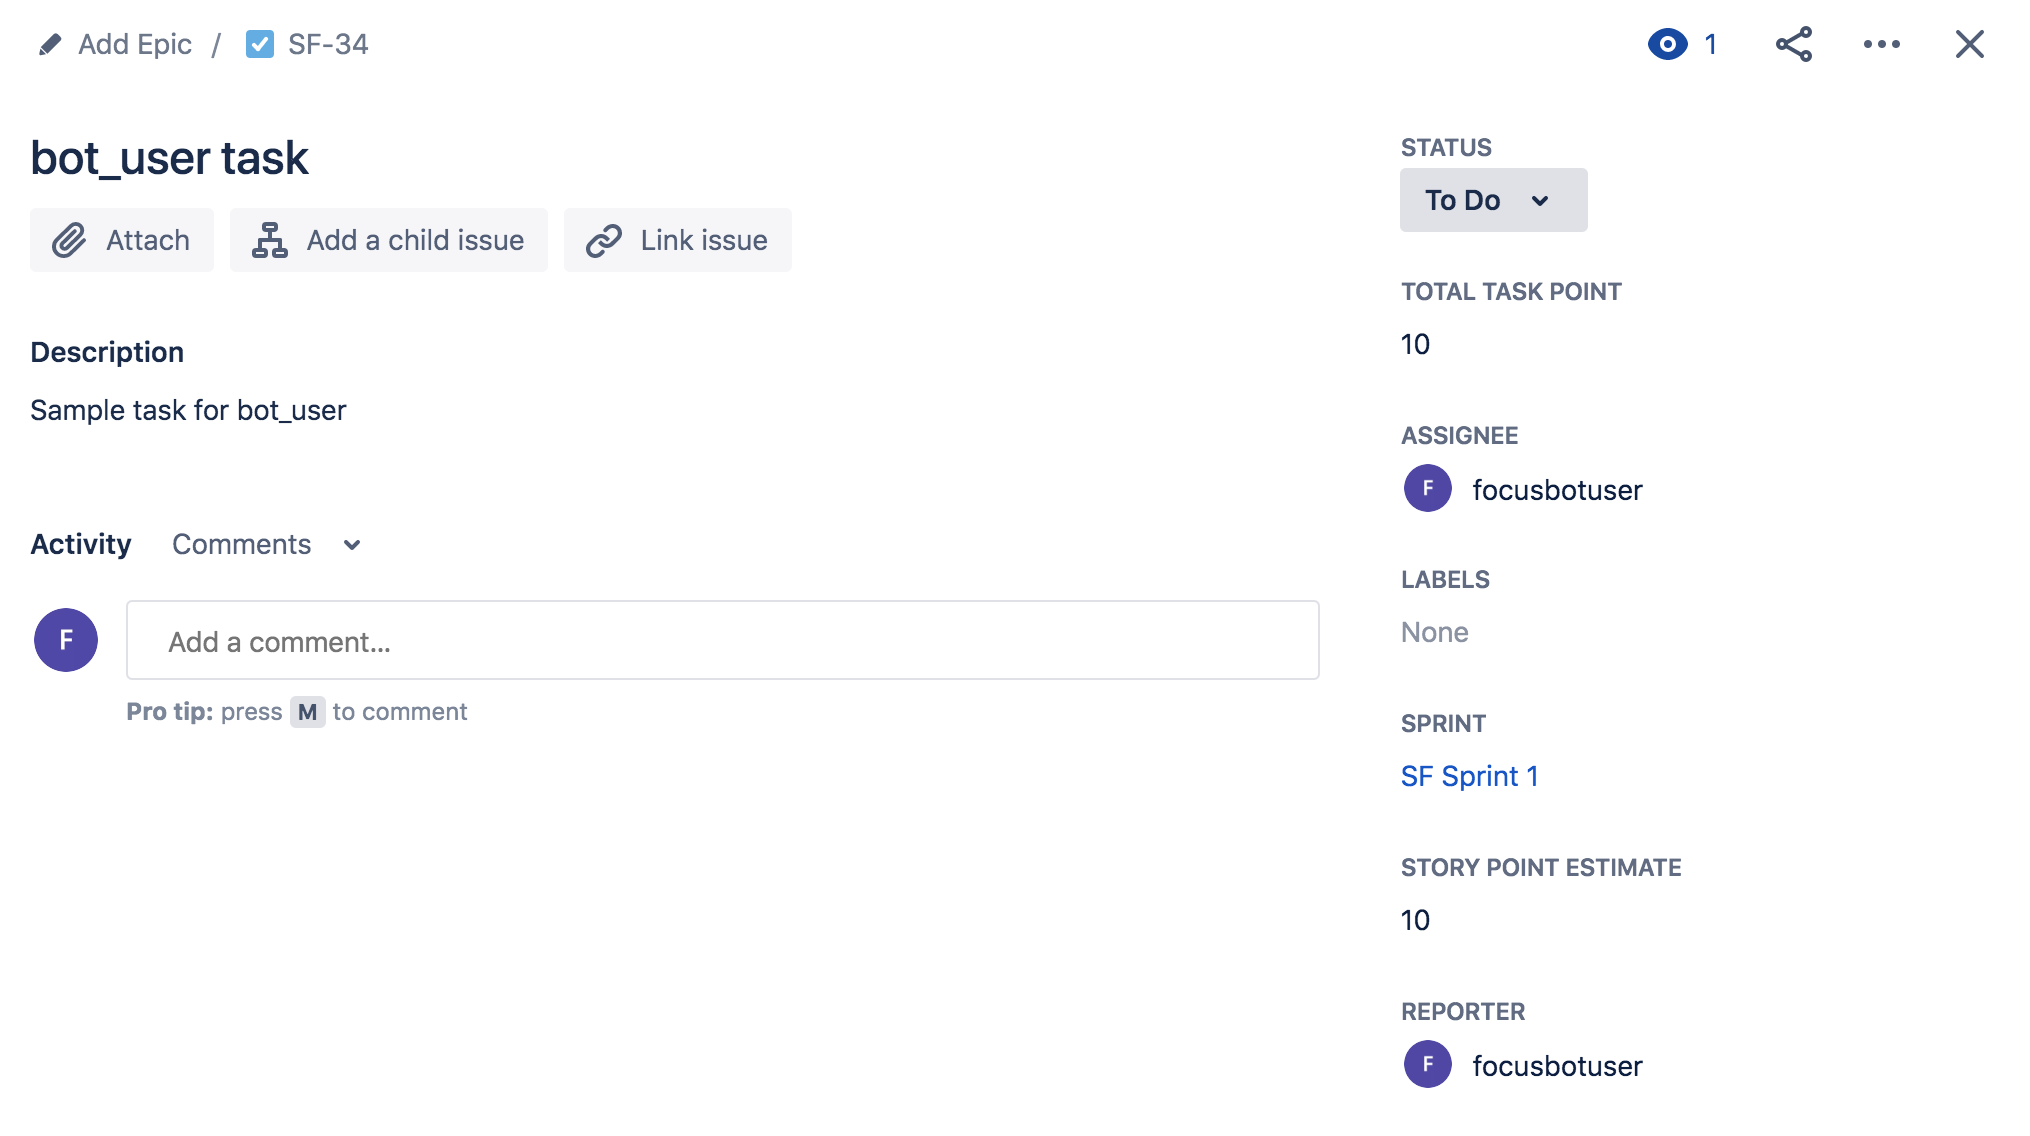 Add Epic / SF-34
1
bot_user task
Attach
Add a child issue
Link issue
Description
Sample task for bot_user
Activity
Comments
F
Add a comment...
Pro tip: press M to comment
STATUS
To Do
TOTAL TASK POINT
10
ASSIGNEE
F focusbotuser
LABELS
None
SPRINT
SF Sprint 1
STORY POINT ESTIMATE
10
REPORTER
F focusbotuser